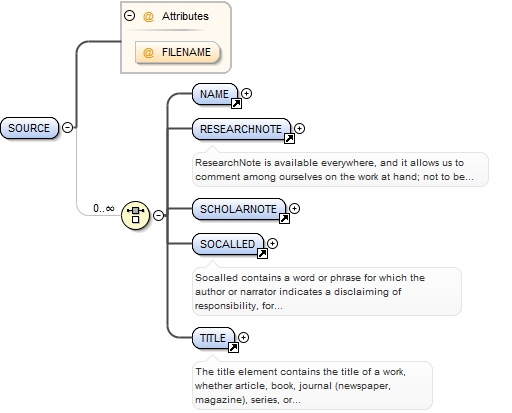 @ Attributes
@ FILENAME
SOURCE
0..∞
NAME
RESEARCHNOTE
ResearchNote is available everywhere, and it allows us to
comment among ourselves on the work at hand; not to be...
SCHOLARNOTE
SOCALLED
Socalled contains a word or phrase for which the
author or narrator indicates a disclaiming of
responsibility, for...
TITLE
The title element contains the title of a work,
whether article, book, journal (newspaper,
magazine), series, or...